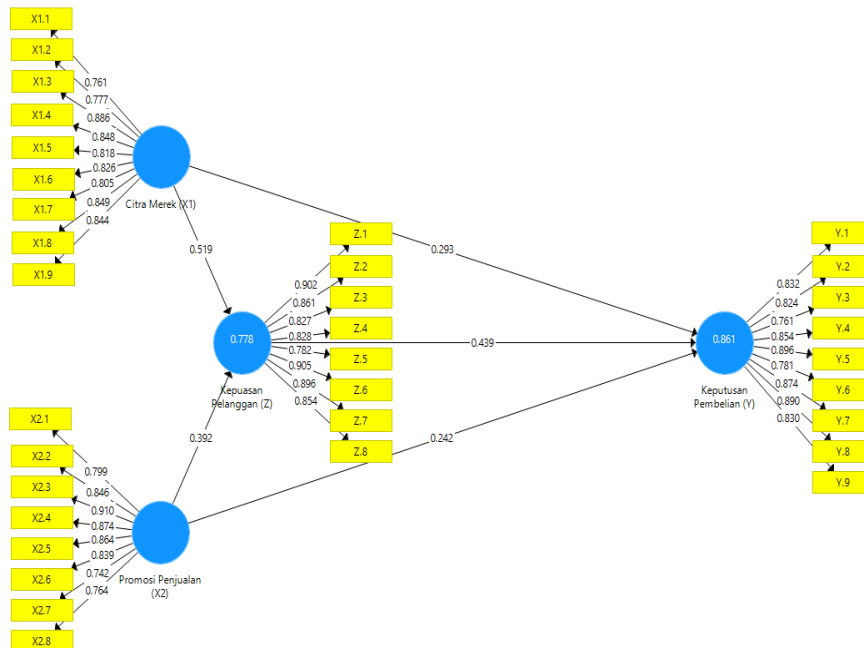 X1.1
X1.2
X1.3
X1.4
X1.5
X1.6
X1.7
X1.8
X1.9
0.761
0.777
0.886
0.848
0.818
0.826
0.805
0.849
0.844
Citra Merek (X1)
0.519
0.293
Z.1
Z.2
Z.3
Z.4
Z.5
Z.6
Z.7
Z.8
0.902
0.861
0.827
0.828
0.782
0.905
0.896
0.854
0.778
Kepuasan
Pelanggan (Z)
0.439
0.392
0.242
X2.1
X2.2
X2.3
X2.4
X2.5
X2.6
X2.7
X2.8
0.799
0.846
0.910
0.874
0.864
0.839
0.742
0.764
Promosi Penjualan
(X2)
0.861
Keputusan
Pembelian (Y)
0.832
0.824
0.761
0.854
0.896
0.781
0.874
0.890
0.830
Y.1
Y.2
Y.3
Y.4
Y.5
Y.6
Y.7
Y.8
Y.9